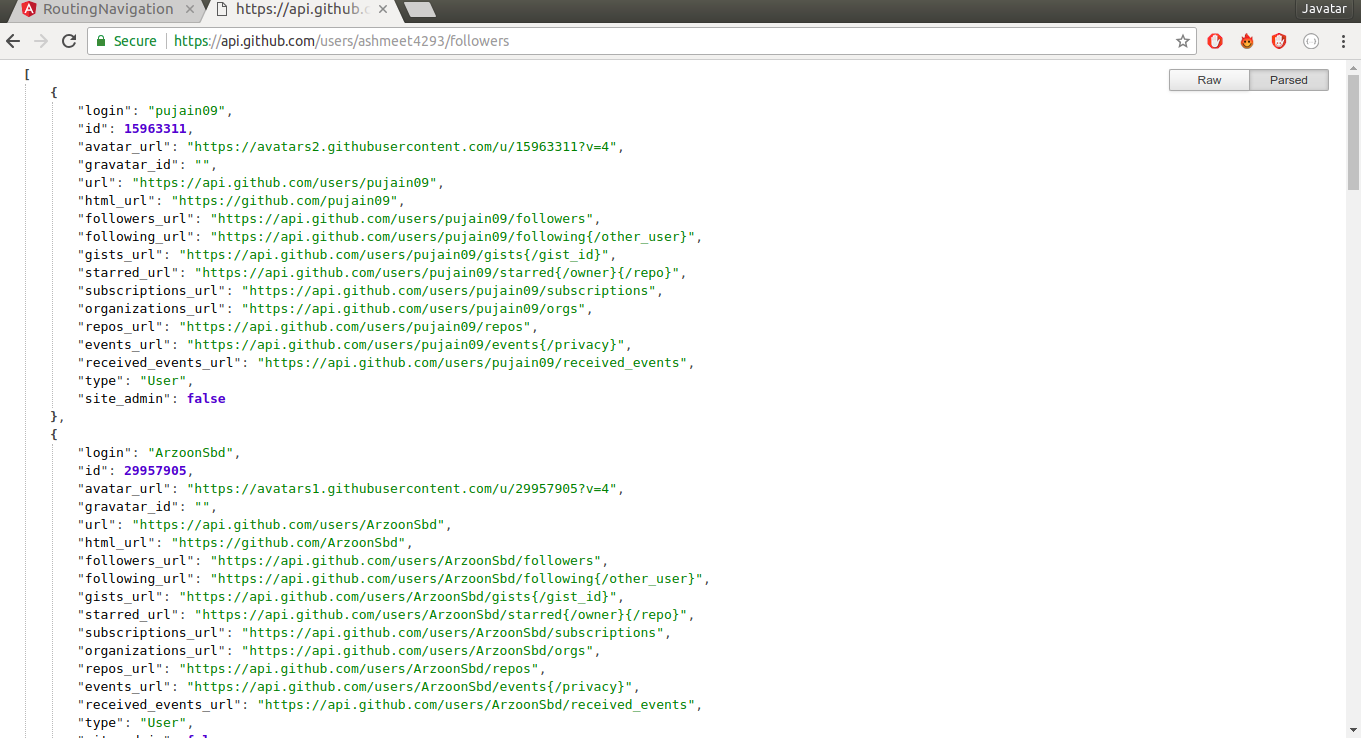 RoutingNavigation
https://api.github.c
Javatar
Secure https://api.github.com/users/ashmeet4293/followers
Raw Parsed
[
{
"login": "pujain09",
"id": 15963311,
"avatar_url": "https://avatars2.githubusercontent.com/u/15963311?v=4",
"gravatar_id": "",
"url": "https://api.github.com/users/pujain09",
"html_url": "https://github.com/pujain09",
"followers_url": "https://api.github.com/users/pujain09/followers",
"following_url": "https://api.github.com/users/pujain09/following{/other_user}",
"gists_url": "https://api.github.com/users/pujain09/gists{/gist_id}",
"starred_url": "https://api.github.com/users/pujain09/starred{/owner}{/repo}",
"subscriptions_url": "https://api.github.com/users/pujain09/subscriptions",
"organizations_url": "https://api.github.com/users/pujain09/orgs",
"repos_url": "https://api.github.com/users/pujain09/repos",
"events_url": "https://api.github.com/users/pujain09/events{/privacy}",
"received_events_url": "https://api.github.com/users/pujain09/received_events",
"type": "User",
"site_admin": false
},
{
"login": "ArzoonSbd",
"id": 29957905,
"avatar_url": "https://avatars1.githubusercontent.com/u/29957905?v=4",
"gravatar_id": "",
"url": "https://api.github.com/users/ArzoonSbd",
"html_url": "https://github.com/ArzoonSbd",
"followers_url": "https://api.github.com/users/ArzoonSbd/followers",
"following_url": "https://api.github.com/users/ArzoonSbd/following{/other_user}",
"gists_url": "https://api.github.com/users/ArzoonSbd/gists{/gist_id}",
"starred_url": "https://api.github.com/users/ArzoonSbd/starred{/owner}{/repo}",
"subscriptions_url": "https://api.github.com/users/ArzoonSbd/subscriptions",
"organizations_url": "https://api.github.com/users/ArzoonSbd/orgs",
"repos_url": "https://api.github.com/users/ArzoonSbd/repos",
"events_url": "https://api.github.com/users/ArzoonSbd/events{/privacy}",
"received_events_url": "https://api.github.com/users/ArzoonSbd/received_events",
"type": "User",